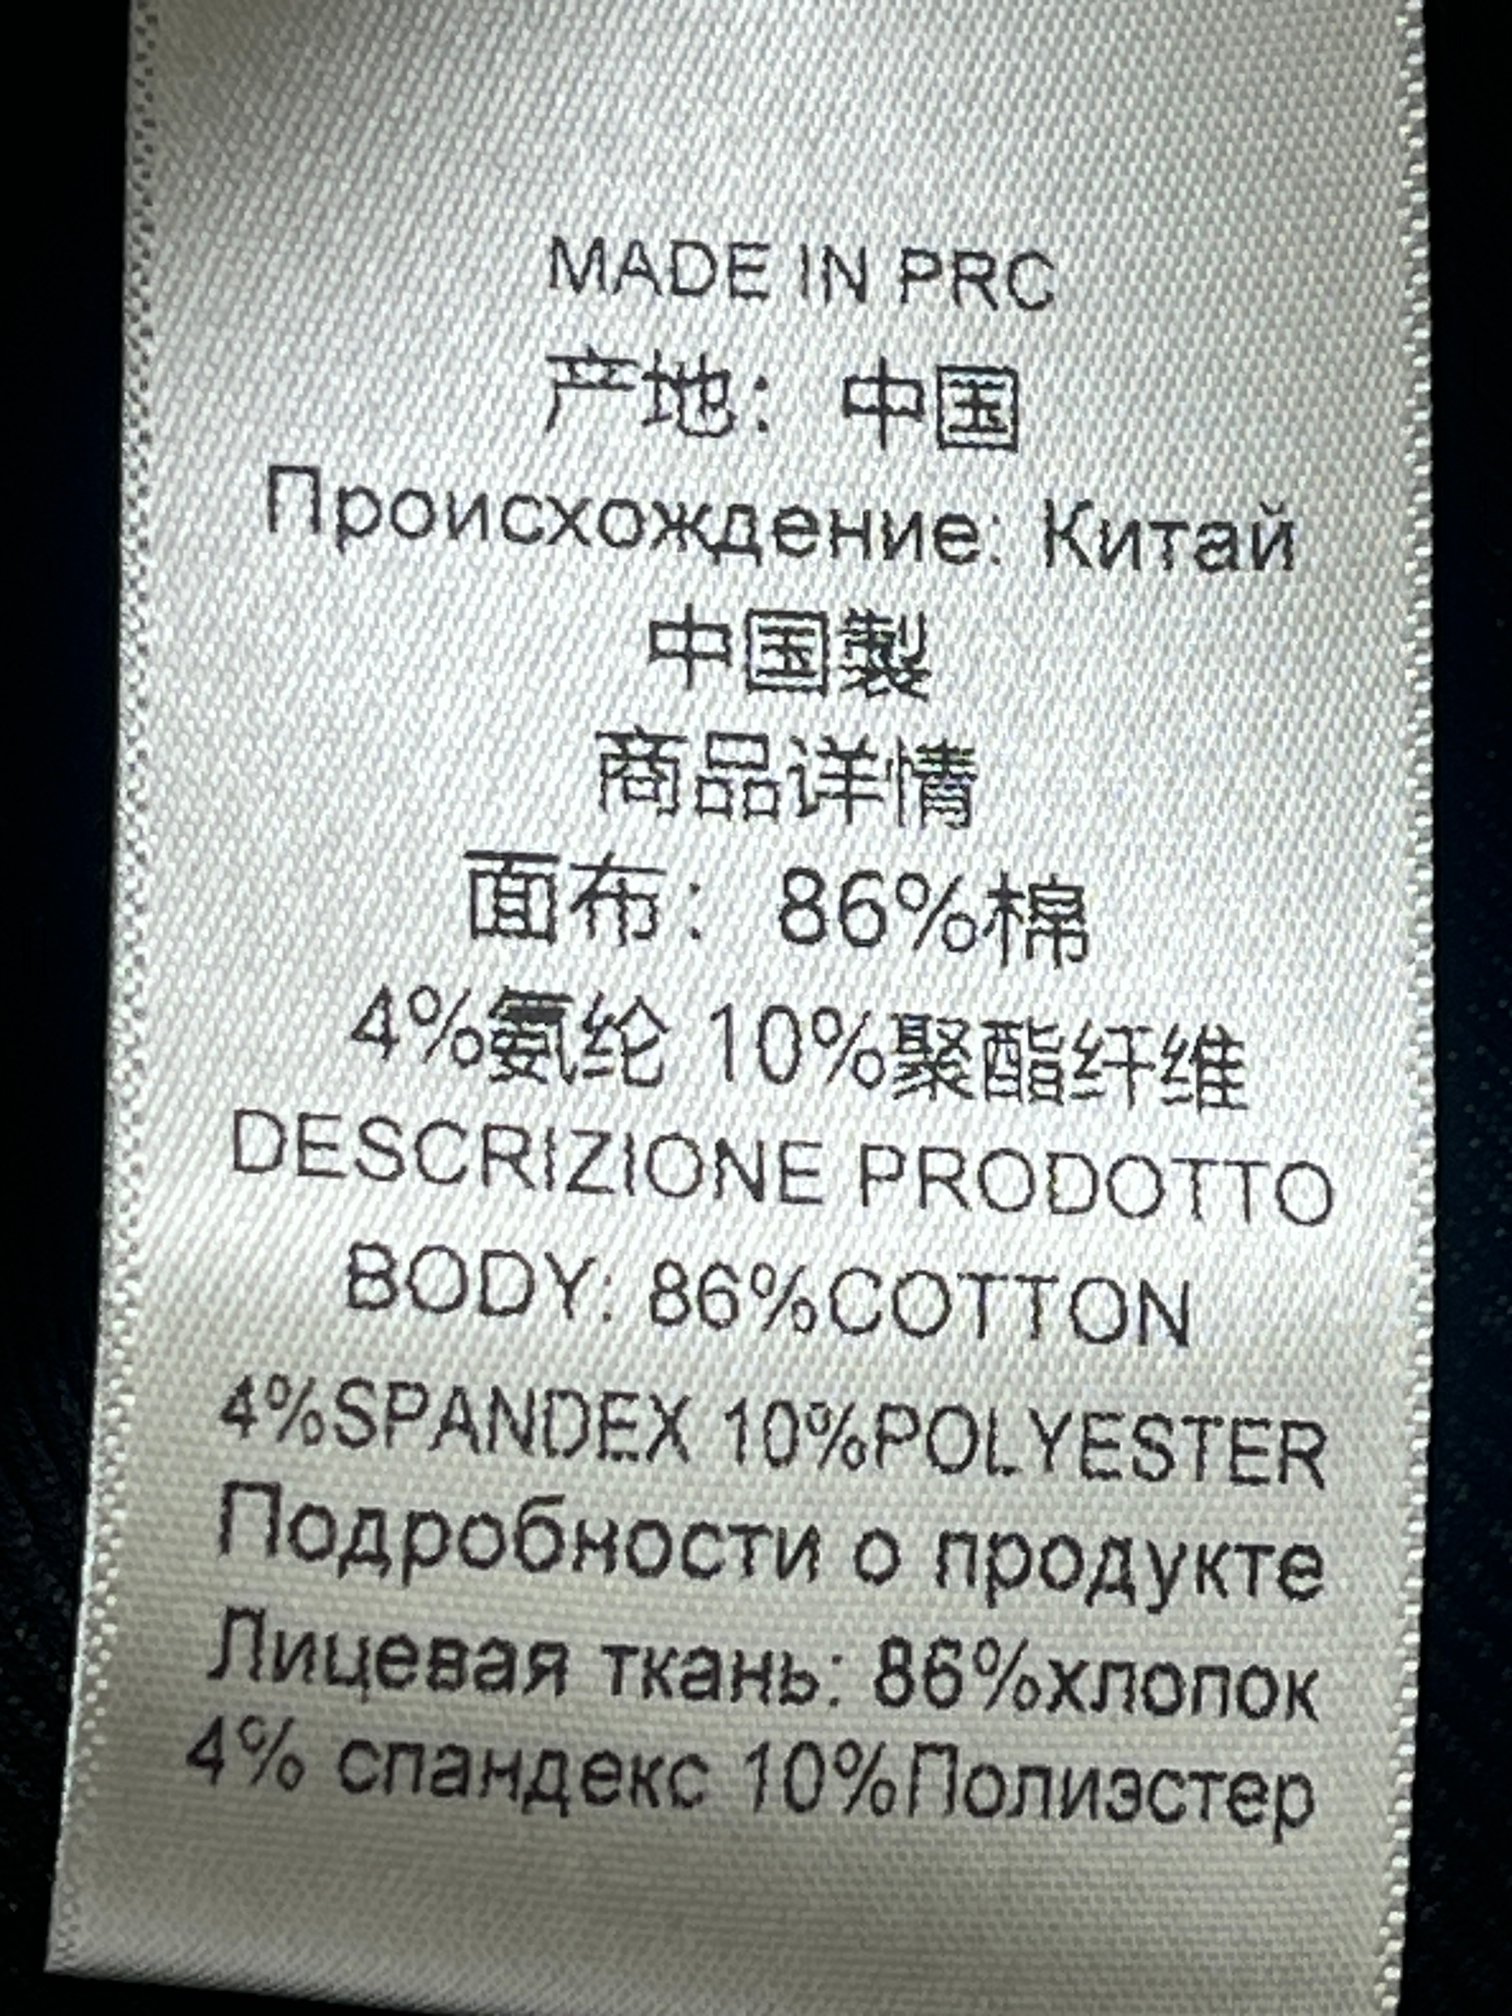 MADE IN PRC
产地：中国
Происхождение: Китай
中国製
商品详情
面布：86%棉
4%氨纶 10%聚酯纤维
DESCRIZIONE PRODOTTO
BODY: 86%COTTON
4%SPANDEX 10%POLYESTER
Подробности о продукте
Лицевая ткань: 86%хлопок
4% спандекс 10%Полиэстер